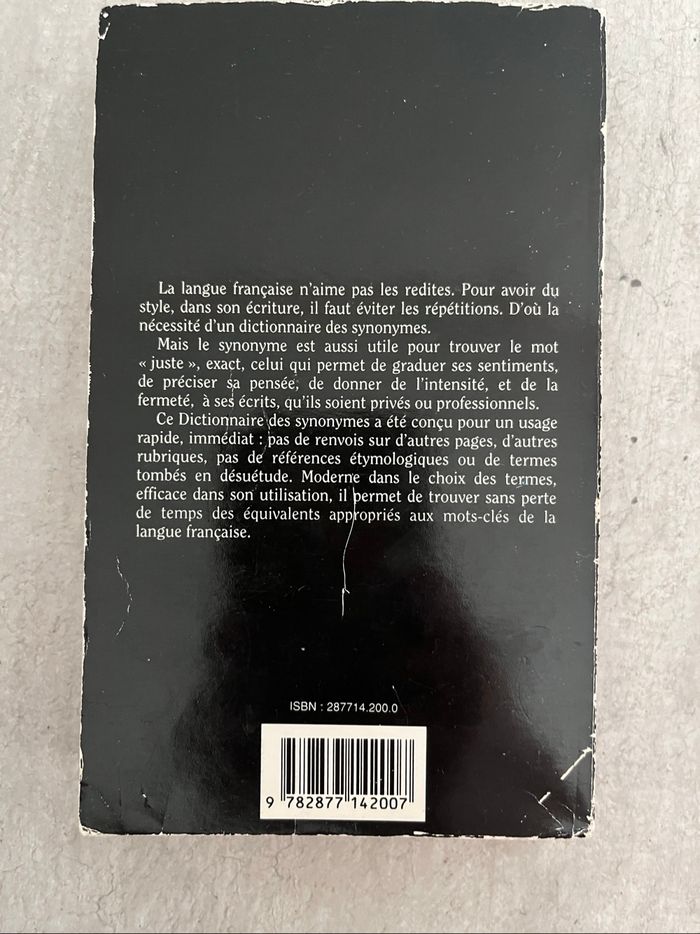 La langue française n'aime pas les redites. Pour avoir du
style, dans son écriture, il faut éviter les répétitions. D'où la
nécessité d'un dictionnaire des synonymes.
Mais le synonyme est aussi utile pour trouver le mot
« juste », exact, celui qui permet de graduer ses sentiments,
de préciser sa pensée, de donner de l'intensité, et de la
fermeté, à ses écrits, qu'ils soient privés ou professionnels.
Ce Dictionnaire des synonymes a été conçu pour un usage
rapide, immédiat : pas de renvois sur d'autres pages, d'autres
rubriques, pas de références étymologiques ou de termes
tombés en désuétude. Moderne dans le choix des termes,
efficace dans son utilisation, il permet de trouver sans perte
de temps des équivalents appropriés aux mots-clés de la
langue française.
ISBN : 287714.200.0
9 782877 142007